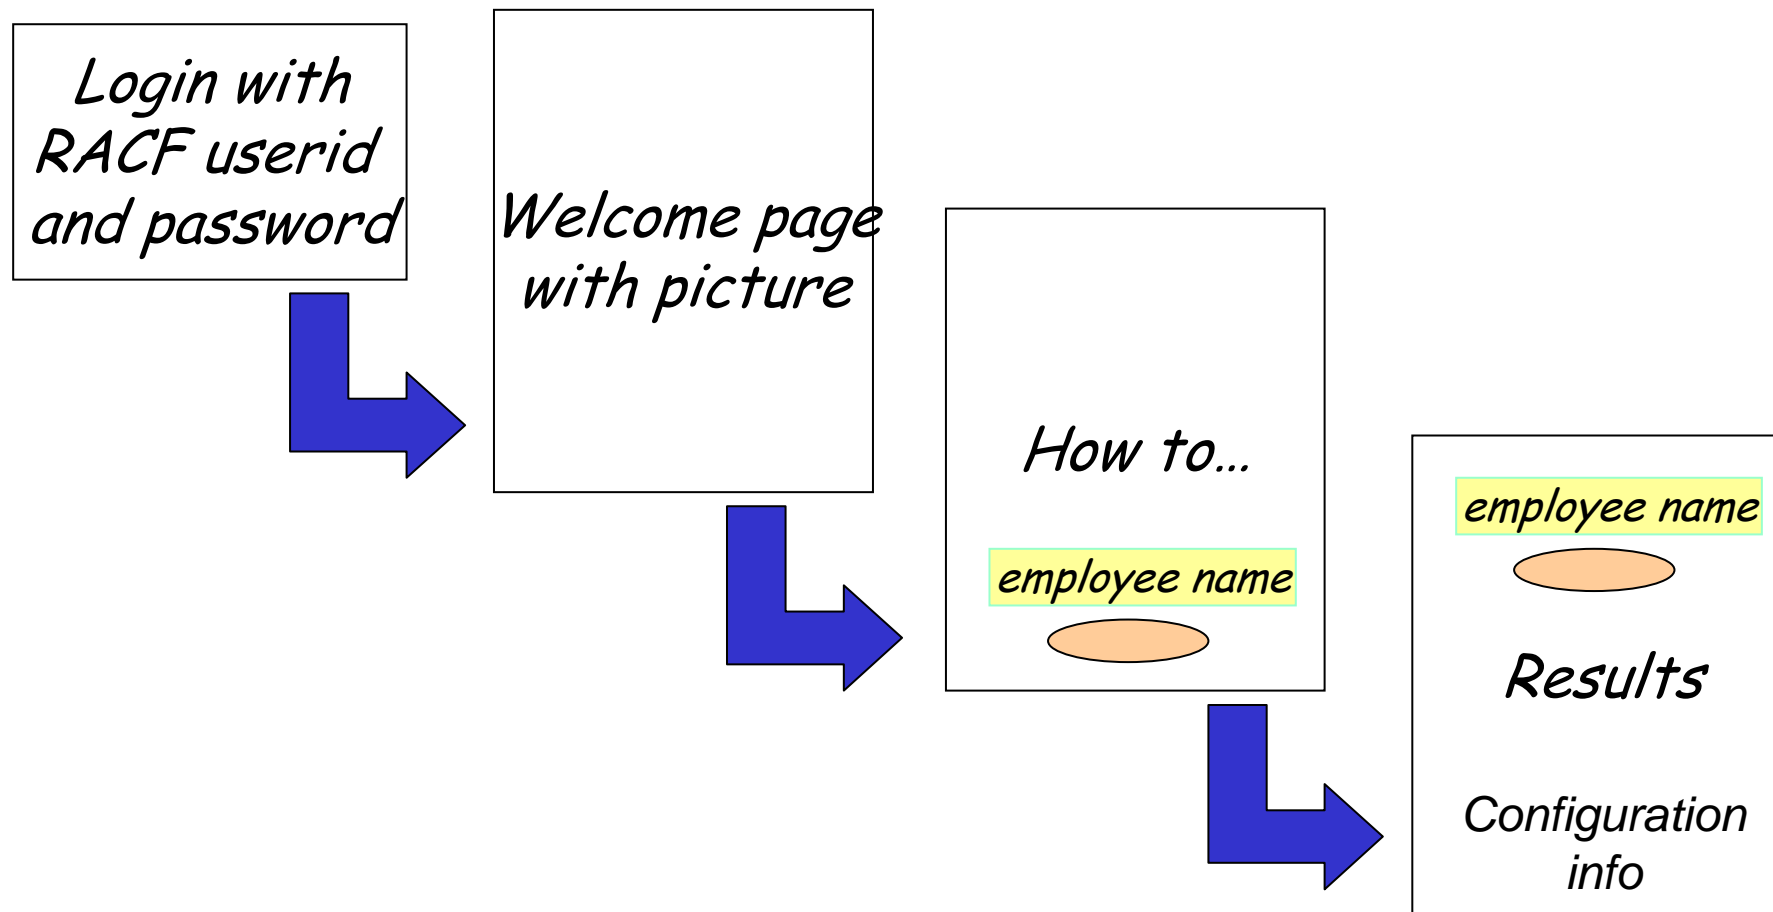 Login with
RACF userid
and password
Welcome page
with picture
How to...
employee name
employee name
Results
Configuration
info